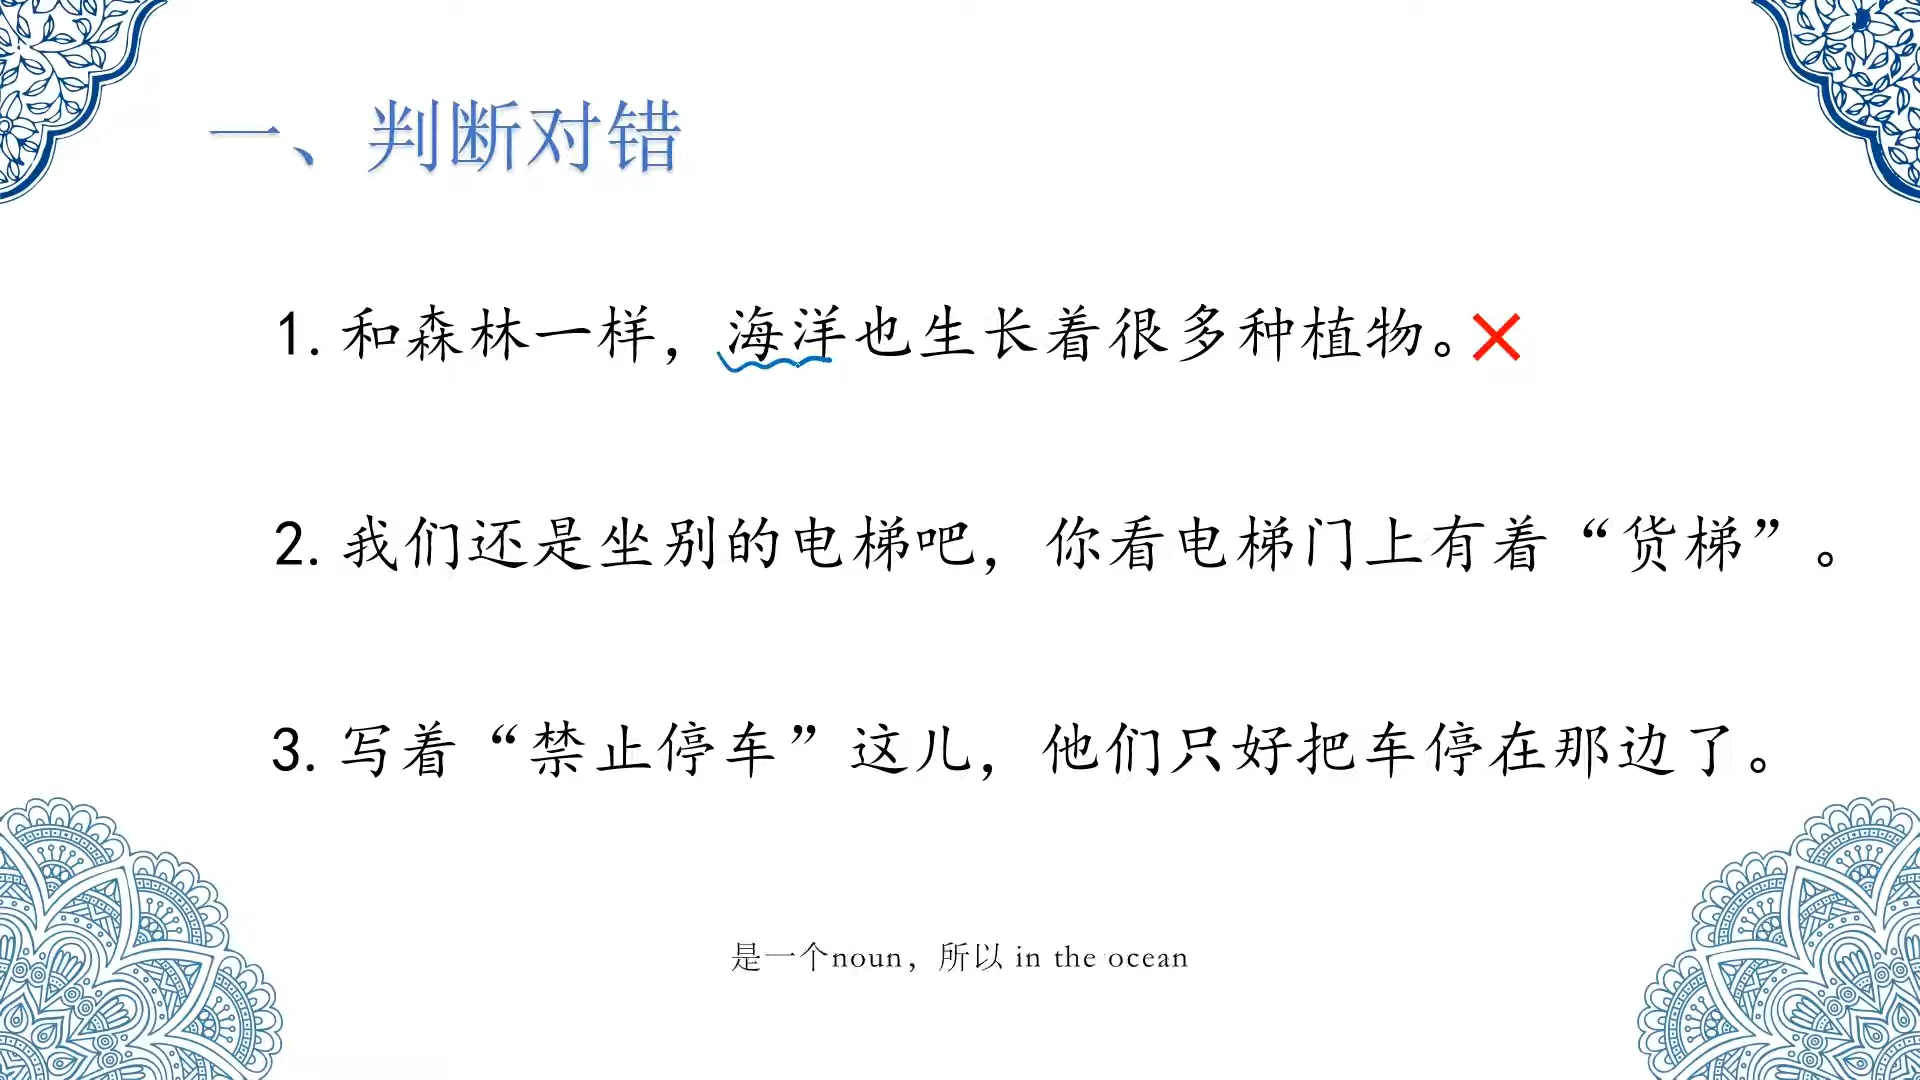 一、判断对错
1.和森林一样，海洋也生长着很多种植物。
2.我们还是坐别的电梯吧，你看电梯门上有着“货梯”。
3.写着“禁止停车”这儿，他们只好把车停在那边了。
是一个noun，所以 in the ocean